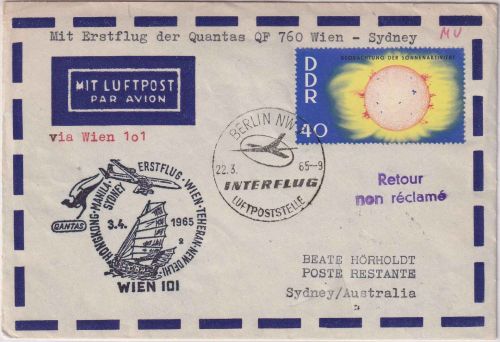 Mit Erstflug der Quantas QF 760 Wien - Sydney
MU
MIT LUFTPOST
PAR AVION
via Wien 101
BEOBACHTUNG DER SONNENAKTIVITÄT
DDR
40
BERLIN NW
22.3. 65-9
INTERFLUG
LUFTPOSTSTELLE
ERSTFLUG-WIEN-TEHERAN-NEW DELHI-
HONGKONG-MANILA-
SYDNEY
QANTAS
3.4. 1965
2
WIEN 101
Retour
non réclamé
BEATE HÖRHOLDT
POSTE RESTANTE
Sydney/Australia